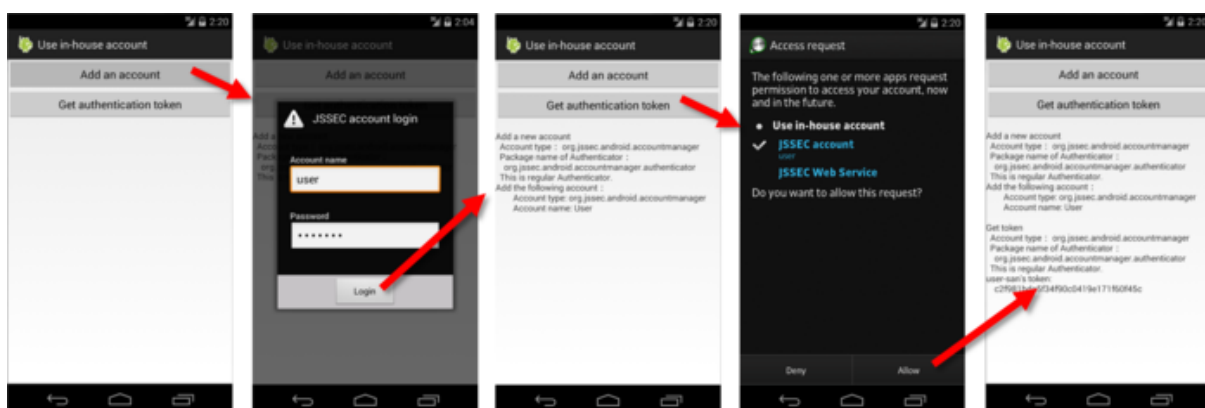 2:20
Use in-house account
Add an account
Get authentication token
2:04
Use in-house account
Add an account
JSSEC account login
Account name
user
Password
Login
2:20
Use in-house account
Add an account
Get authentication token
Add a new account
Account type : org.jssec.android.accountmanager
Package name of Authenticator :
org.jssec.android.accountmanager.authenticator
This is regular Authenticator.
Add the following account :
Account type: org.jssec.android.accountmanager
Account name: User
2:20
Access request
The following one or more apps request
permission to access your account, now
and in the future.
Use in-house account
JSSEC account
user
JSSEC Web Service
Do you want to allow this request?
Deny
Allow
2:20
Use in-house account
Add an account
Get authentication token
Add a new account
Account type : org.jssec.android.accountmanager
Package name of Authenticator :
org.jssec.android.accountmanager.authenticator
This is regular Authenticator.
Add the following account :
Account type: org.jssec.android.accountmanager
Account name: User
Get token
Account type : org.jssec.android.accountmanager
Package name of Authenticator :
org.jssec.android.accountmanager.authenticator
This is regular Authenticator.
user-san's token: